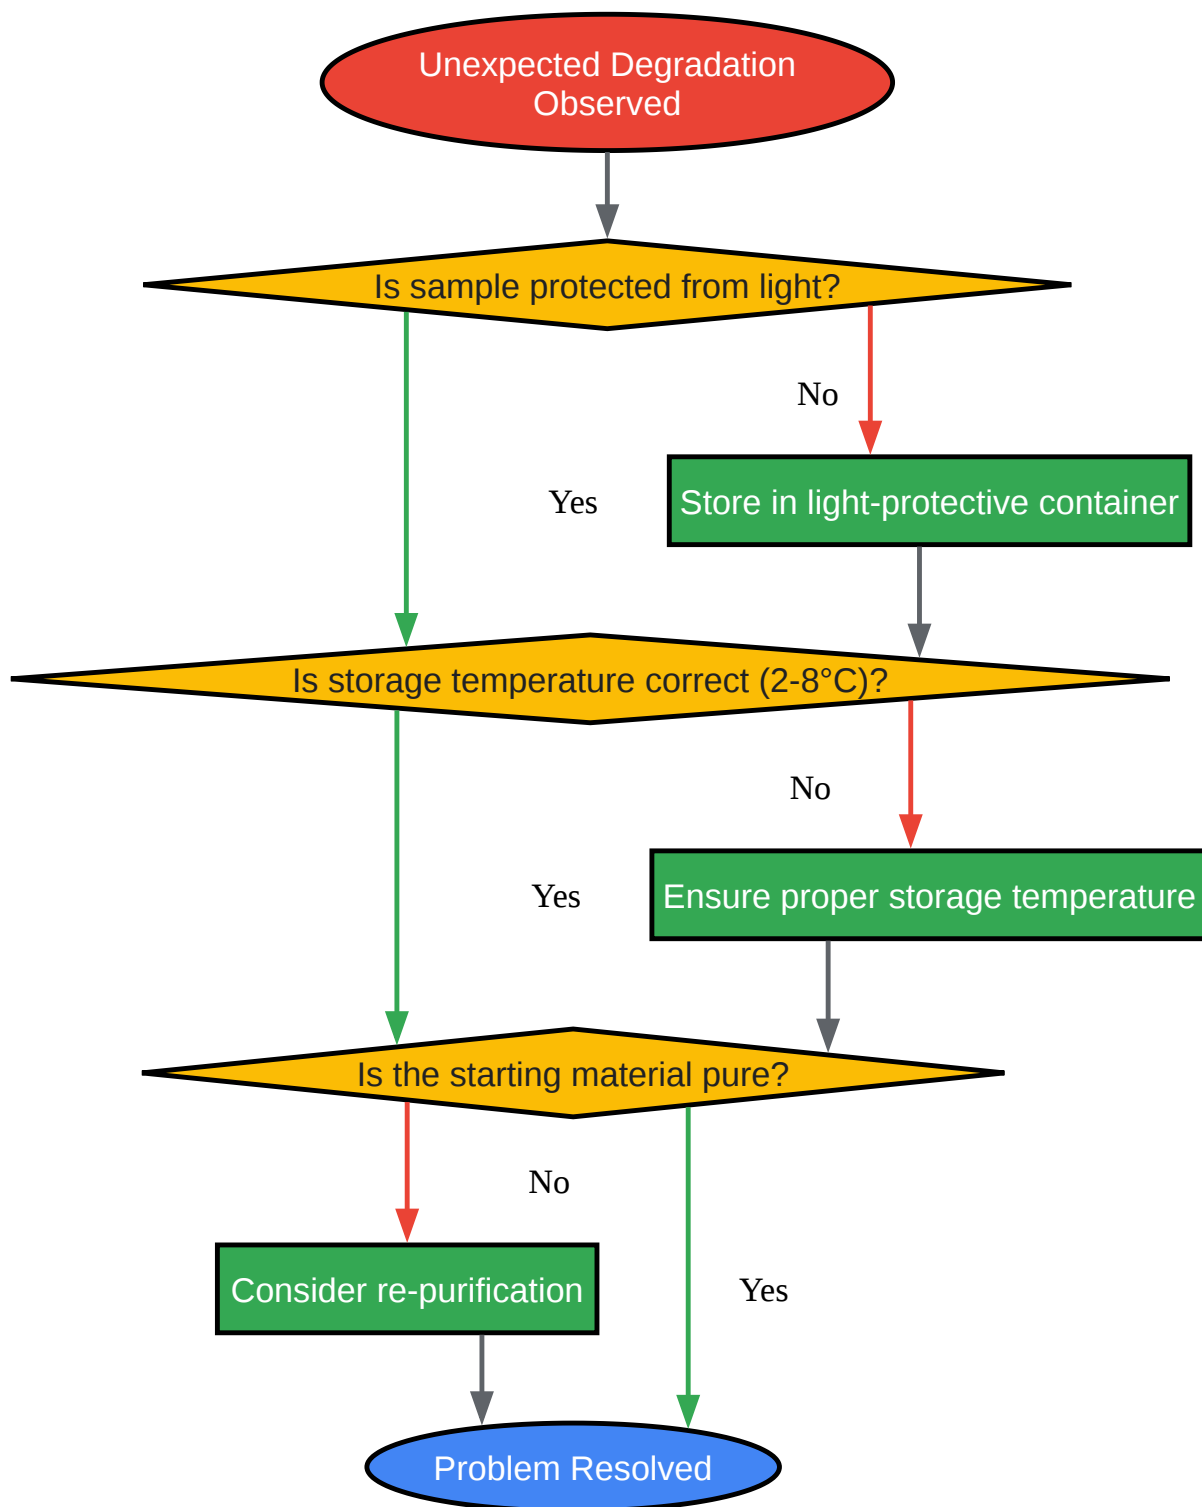 Unexpected Degradation
Observed
Is sample protected from light?
No
Yes
Store in light-protective container
Is storage temperature correct (2-8°C)?
No
Yes
Ensure proper storage temperature
Is the starting material pure?
No
Consider re-purification
Yes
Problem Resolved